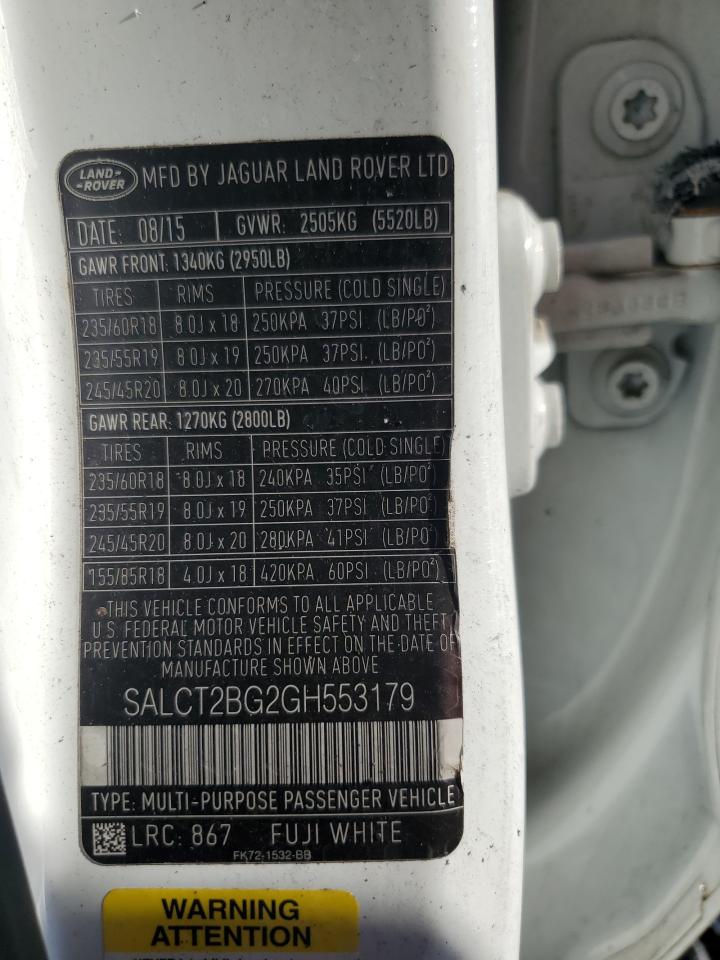 LAND-
ROVER
MFD BY JAGUAR LAND ROVER LTD
DATE: 08/15 GVWR: 2505KG (5520LB)
GAWR FRONT: 1340KG (2950LB)
TIRES RIMS PRESSURE (COLD SINGLE)
235/60R18 8.0J x 18 250KPA 37PSI (LB/PO²)
235/55R19 8.0J x 19 250KPA 37PSI (LB/PO²)
245/45R20 8.0J x 20 270KPA 40PSI (LB/PO²)
GAWR REAR: 1270KG (2800LB)
TIRES RIMS PRESSURE (COLD SINGLE)
235/60R18 8.0J x 18 240KPA 35PSI (LB/PO²)
235/55R19 8.0J x 19 250KPA 37PSI (LB/PO²)
245/45R20 8.0J x 20 280KPA 41PSI (LB/PO²)
155/85R18 4.0J x 18 420KPA 60PSI (LB/PO²)
THIS VEHICLE CONFORMS TO ALL APPLICABLE
U.S. FEDERAL MOTOR VEHICLE SAFETY AND THEFT
PREVENTION STANDARDS IN EFFECT ON THE DATE OF
MANUFACTURE SHOWN ABOVE
SALCT2BG2GH553179
TYPE: MULTI-PURPOSE PASSENGER VEHICLE
LRC: 867 FUJI WHITE
FK72-1532-BB
WARNING
ATTENTION